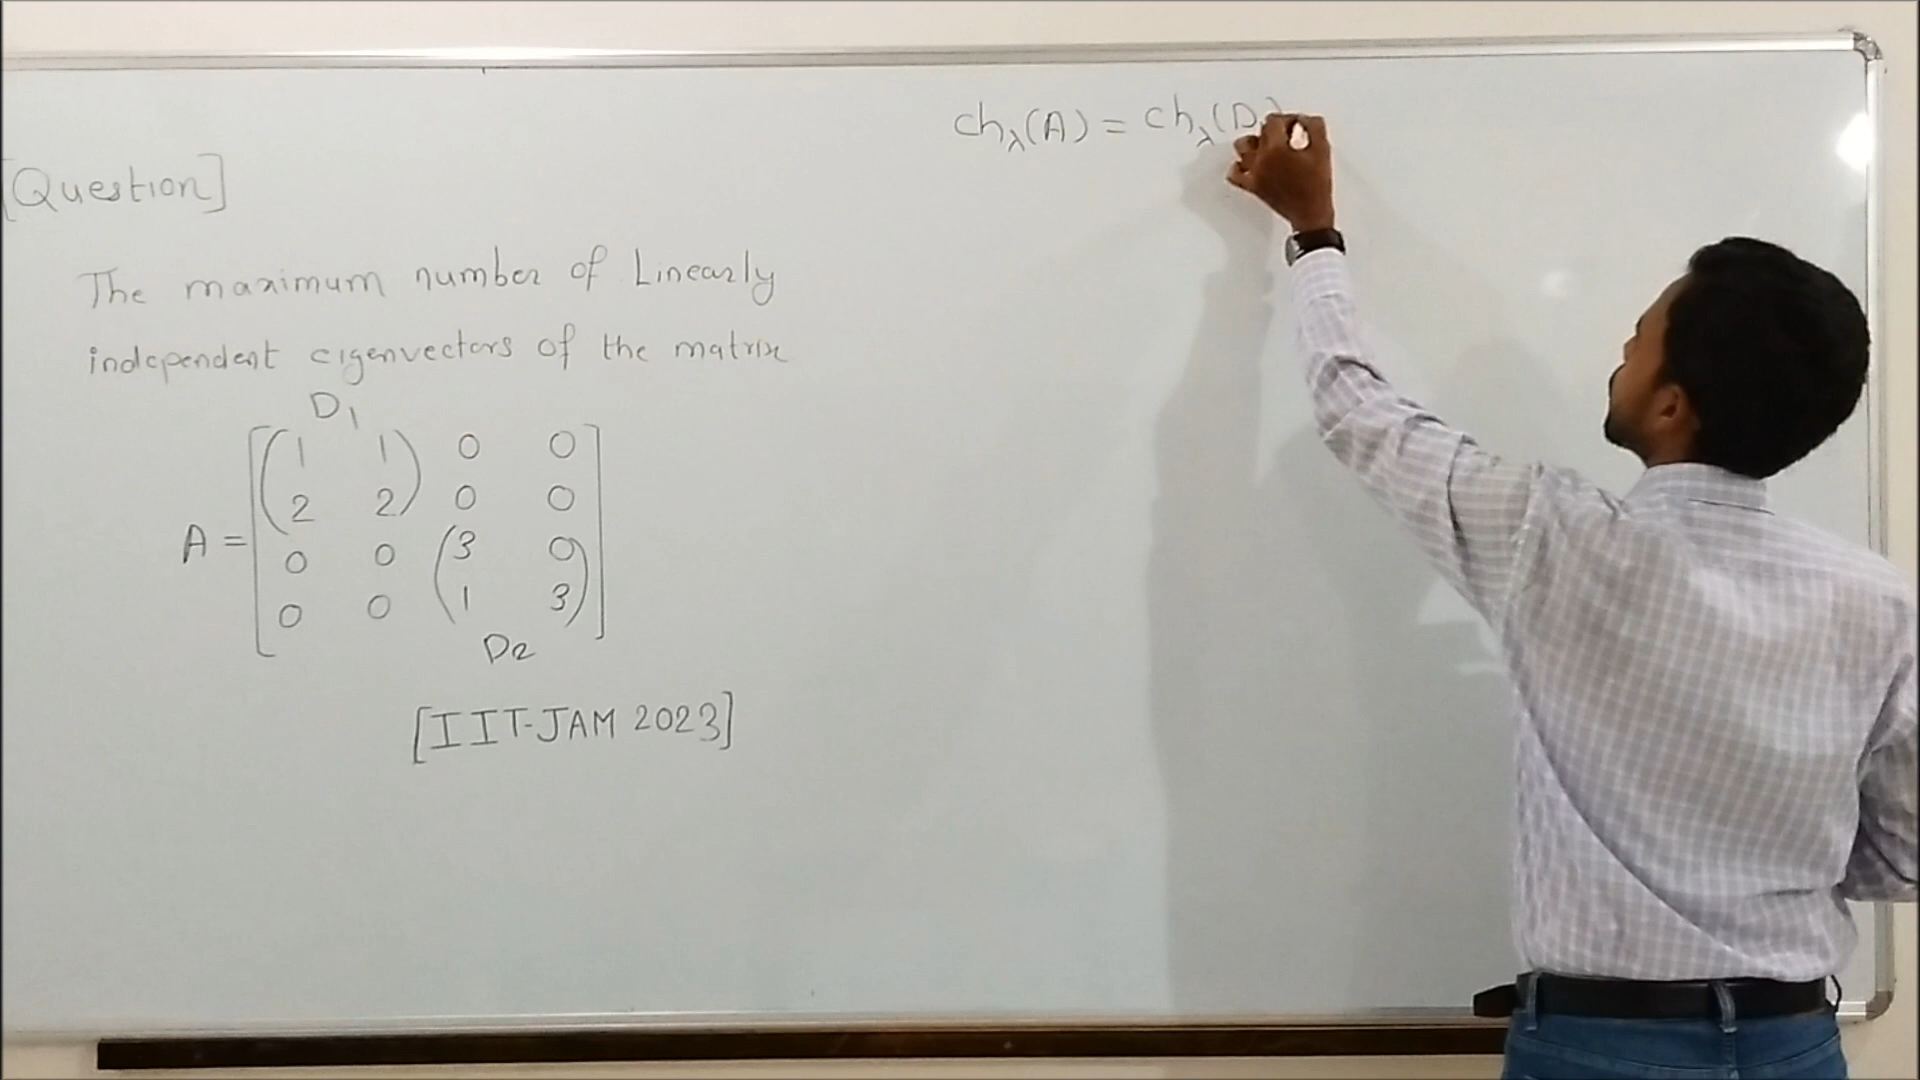 [Question]
The maximum number of Linearly
independent eigenvectors of the matrix
D1
A = [(1 1) 0 0
2 2 0 0
0 0 (3 0
0 0 1 3)]
D2
[IIT-JAM 2023]
chλ(A) = chλ(D